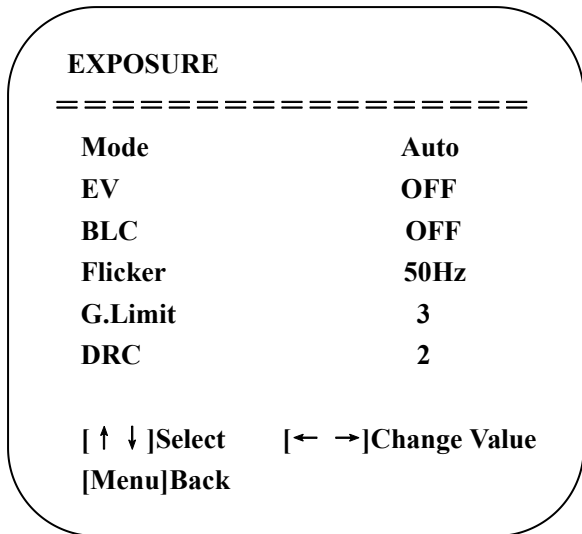 EXPOSURE
==================
Mode Auto
EV OFF
BLC OFF
Flicker 50Hz
G.Limit 3
DRC 2
[↑ ↓]Select [← →]Change Value
[Menu]Back